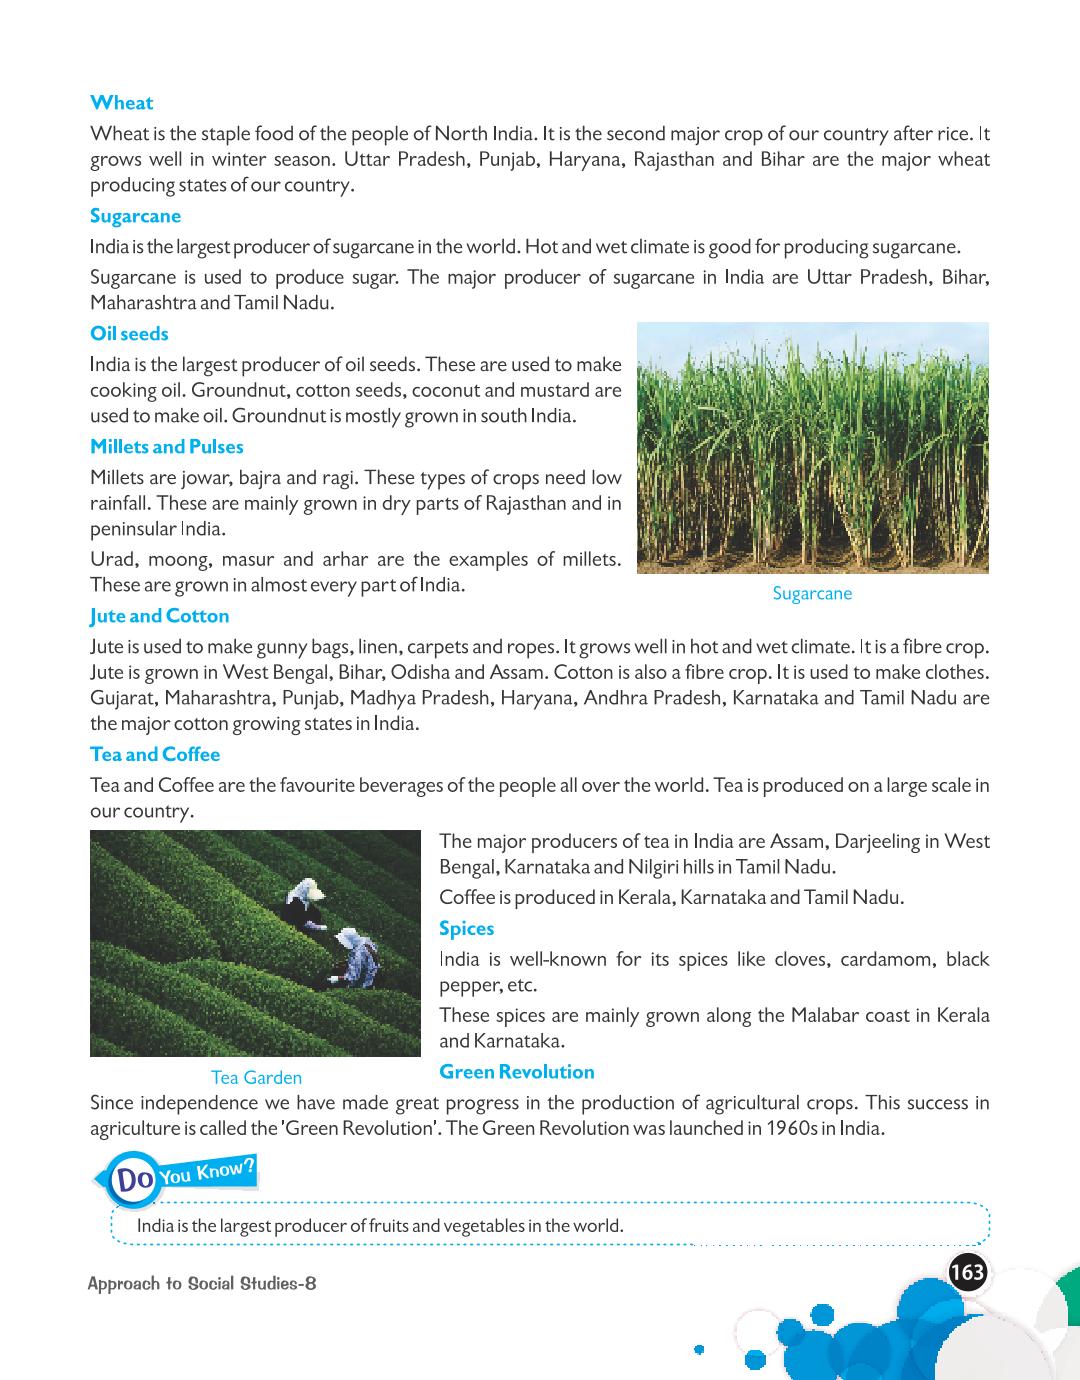 Wheat
Wheat is the staple food of the people of North India. It is the second major crop of our country after rice. It
grows well in winter season. Uttar Pradesh, Punjab, Haryana, Rajasthan and Bihar are the major wheat
producing states of our country.
Sugarcane
India is the largest producer of sugarcane in the world. Hot and wet climate is good for producing sugarcane.
Sugarcane is used to produce sugar. The major producer of sugarcane in India are Uttar Pradesh, Bihar,
Maharashtra and Tamil Nadu.
Oil seeds
India is the largest producer of oil seeds. These are used to make
cooking oil. Groundnut, cotton seeds, coconut and mustard are
used to make oil. Groundnut is mostly grown in south India.
Millets and Pulses
Millets are jowar, bajra and ragi. These types of crops need low
rainfall. These are mainly grown in dry parts of Rajasthan and in
peninsular India.
Urad, moong, masur and arhar are the examples of millets.
These are grown in almost every part of India.
Sugarcane
Jute and Cotton
Jute is used to make gunny bags, linen, carpets and ropes. It grows well in hot and wet climate. It is a fibre crop.
Jute is grown in West Bengal, Bihar, Odisha and Assam. Cotton is also a fibre crop. It is used to make clothes.
Gujarat, Maharashtra, Punjab, Madhya Pradesh, Haryana, Andhra Pradesh, Karnataka and Tamil Nadu are
the major cotton growing states in India.
Tea and Coffee
Tea and Coffee are the favourite beverages of the people all over the world. Tea is produced on a large scale in
our country.
The major producers of tea in India are Assam, Darjeeling in West
Bengal, Karnataka and Nilgiri hills in Tamil Nadu.
Coffee is produced in Kerala, Karnataka and Tamil Nadu.
Spices
India is well-known for its spices like cloves, cardamom, black
pepper, etc.
These spices are mainly grown along the Malabar coast in Kerala
and Karnataka.
Tea Garden
Green Revolution
Since independence we have made great progress in the production of agricultural crops. This success in
agriculture is called the 'Green Revolution'. The Green Revolution was launched in 1960s in India.
Do You Know?
India is the largest producer of fruits and vegetables in the world.
Approach to Social Studies-8
163